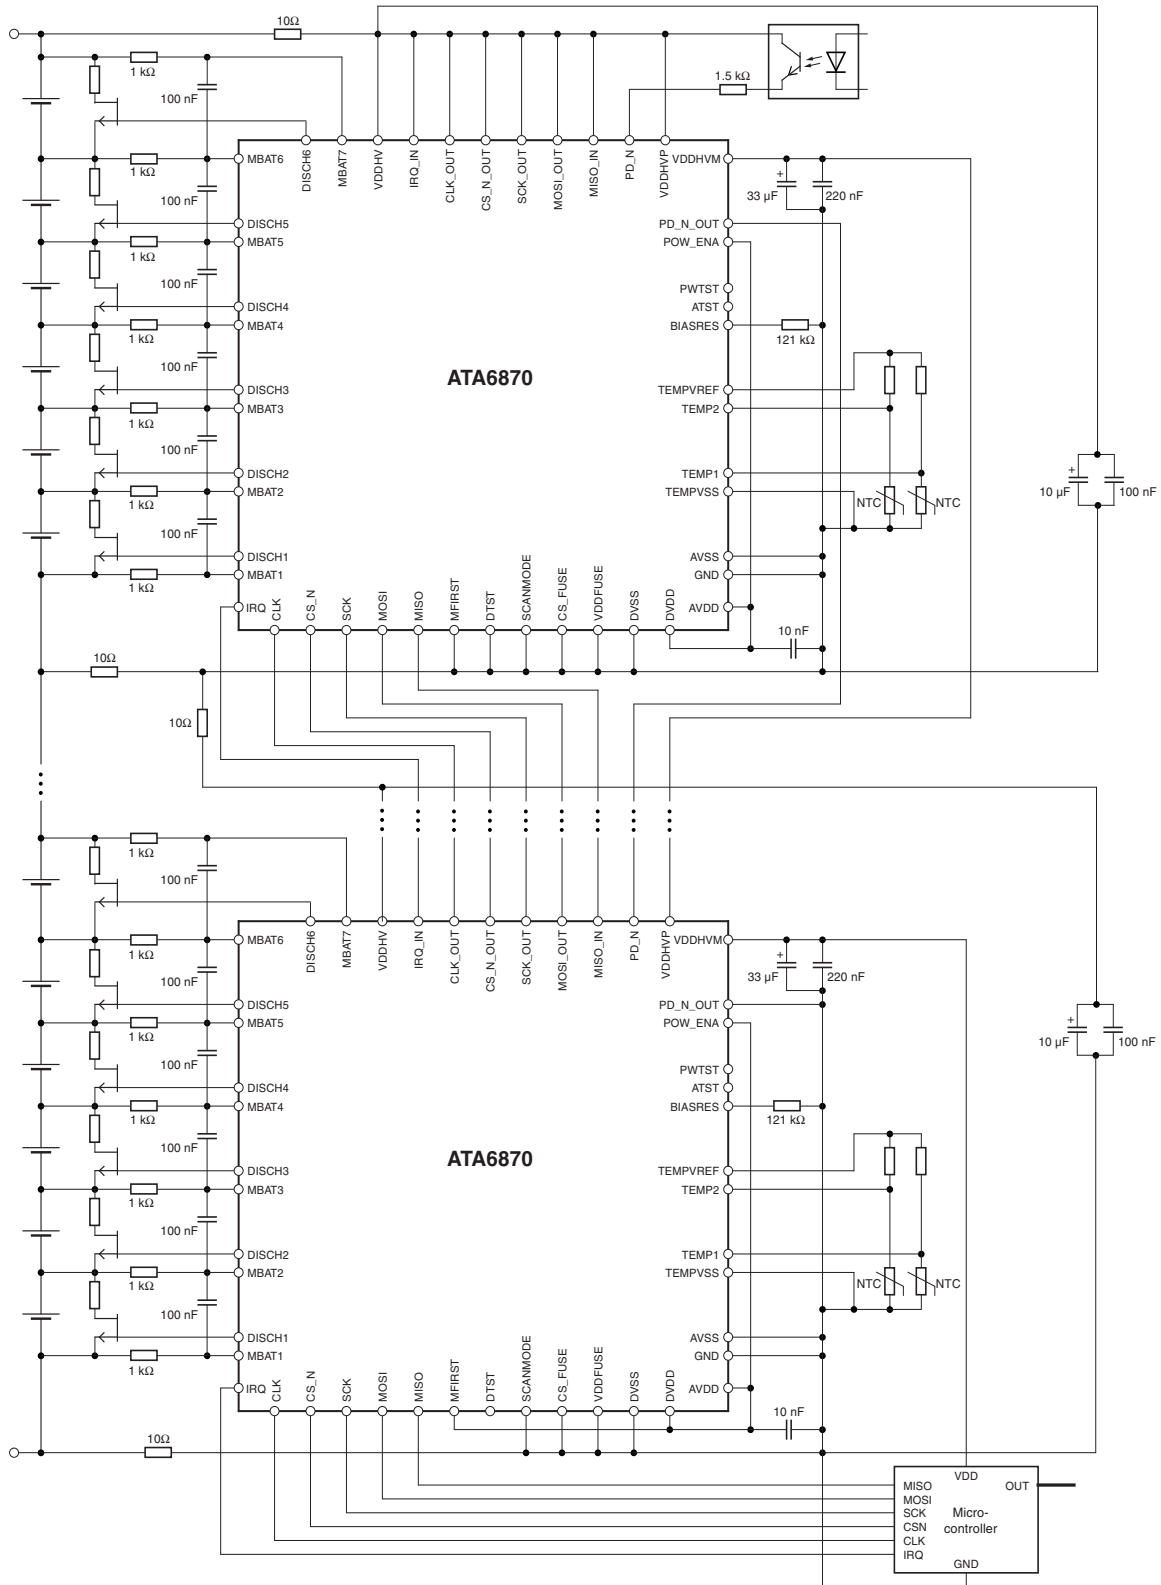 10Ω
1 kΩ
100 nF
1.5 kΩ
DISCH6
MBAT7
VDDHV
IRQ_IN
CLK_OUT
CS_N_OUT
SCK_OUT
MOSI_OUT
MISO_IN
PD_N
VDDHVP
MBAT6
VDDHVM
1 kΩ
100 nF
33 µF
+
220 nF
DISCH5
PD_N_OUT
MBAT5
POW_ENA
1 kΩ
100 nF
PWTST
DISCH4
ATST
MBAT4
BIASRES
1 kΩ
121 kΩ
100 nF
ATA6870
DISCH3
TEMPVREF
MBAT3
TEMP2
1 kΩ
100 nF
DISCH2
TEMP1
MBAT2
TEMPVSS
1 kΩ
100 nF
NTC
NTC
+
10 µF
100 nF
DISCH1
AVSS
MBAT1
GND
1 kΩ
IRQ
AVDD
CLK
CS_N
SCK
MOSI
MISO
MFIRST
DTST
SCANMODE
CS_FUSE
VDDFUSE
DVSS
DVDD
10 nF
10Ω
10Ω
1 kΩ
100 nF
DISCH6
MBAT7
VDDHV
IRQ_IN
CLK_OUT
CS_N_OUT
SCK_OUT
MOSI_OUT
MISO_IN
PD_N
VDDHVP
MBAT6
VDDHVM
1 kΩ
100 nF
33 µF
+
220 nF
DISCH5
PD_N_OUT
MBAT5
POW_ENA
1 kΩ
100 nF
+
10 µF
100 nF
PWTST
DISCH4
ATST
MBAT4
BIASRES
1 kΩ
121 kΩ
100 nF
ATA6870
DISCH3
TEMPVREF
MBAT3
TEMP2
1 kΩ
100 nF
DISCH2
TEMP1
MBAT2
TEMPVSS
1 kΩ
100 nF
NTC
NTC
DISCH1
AVSS
MBAT1
GND
1 kΩ
IRQ
AVDD
CLK
CS_N
SCK
MOSI
MISO
MFIRST
DTST
SCANMODE
CS_FUSE
VDDFUSE
DVSS
DVDD
10 nF
10Ω
VDD
MISO
OUT
MOSI
SCK
CSN
CLK
IRQ
Micro-
controller
GND